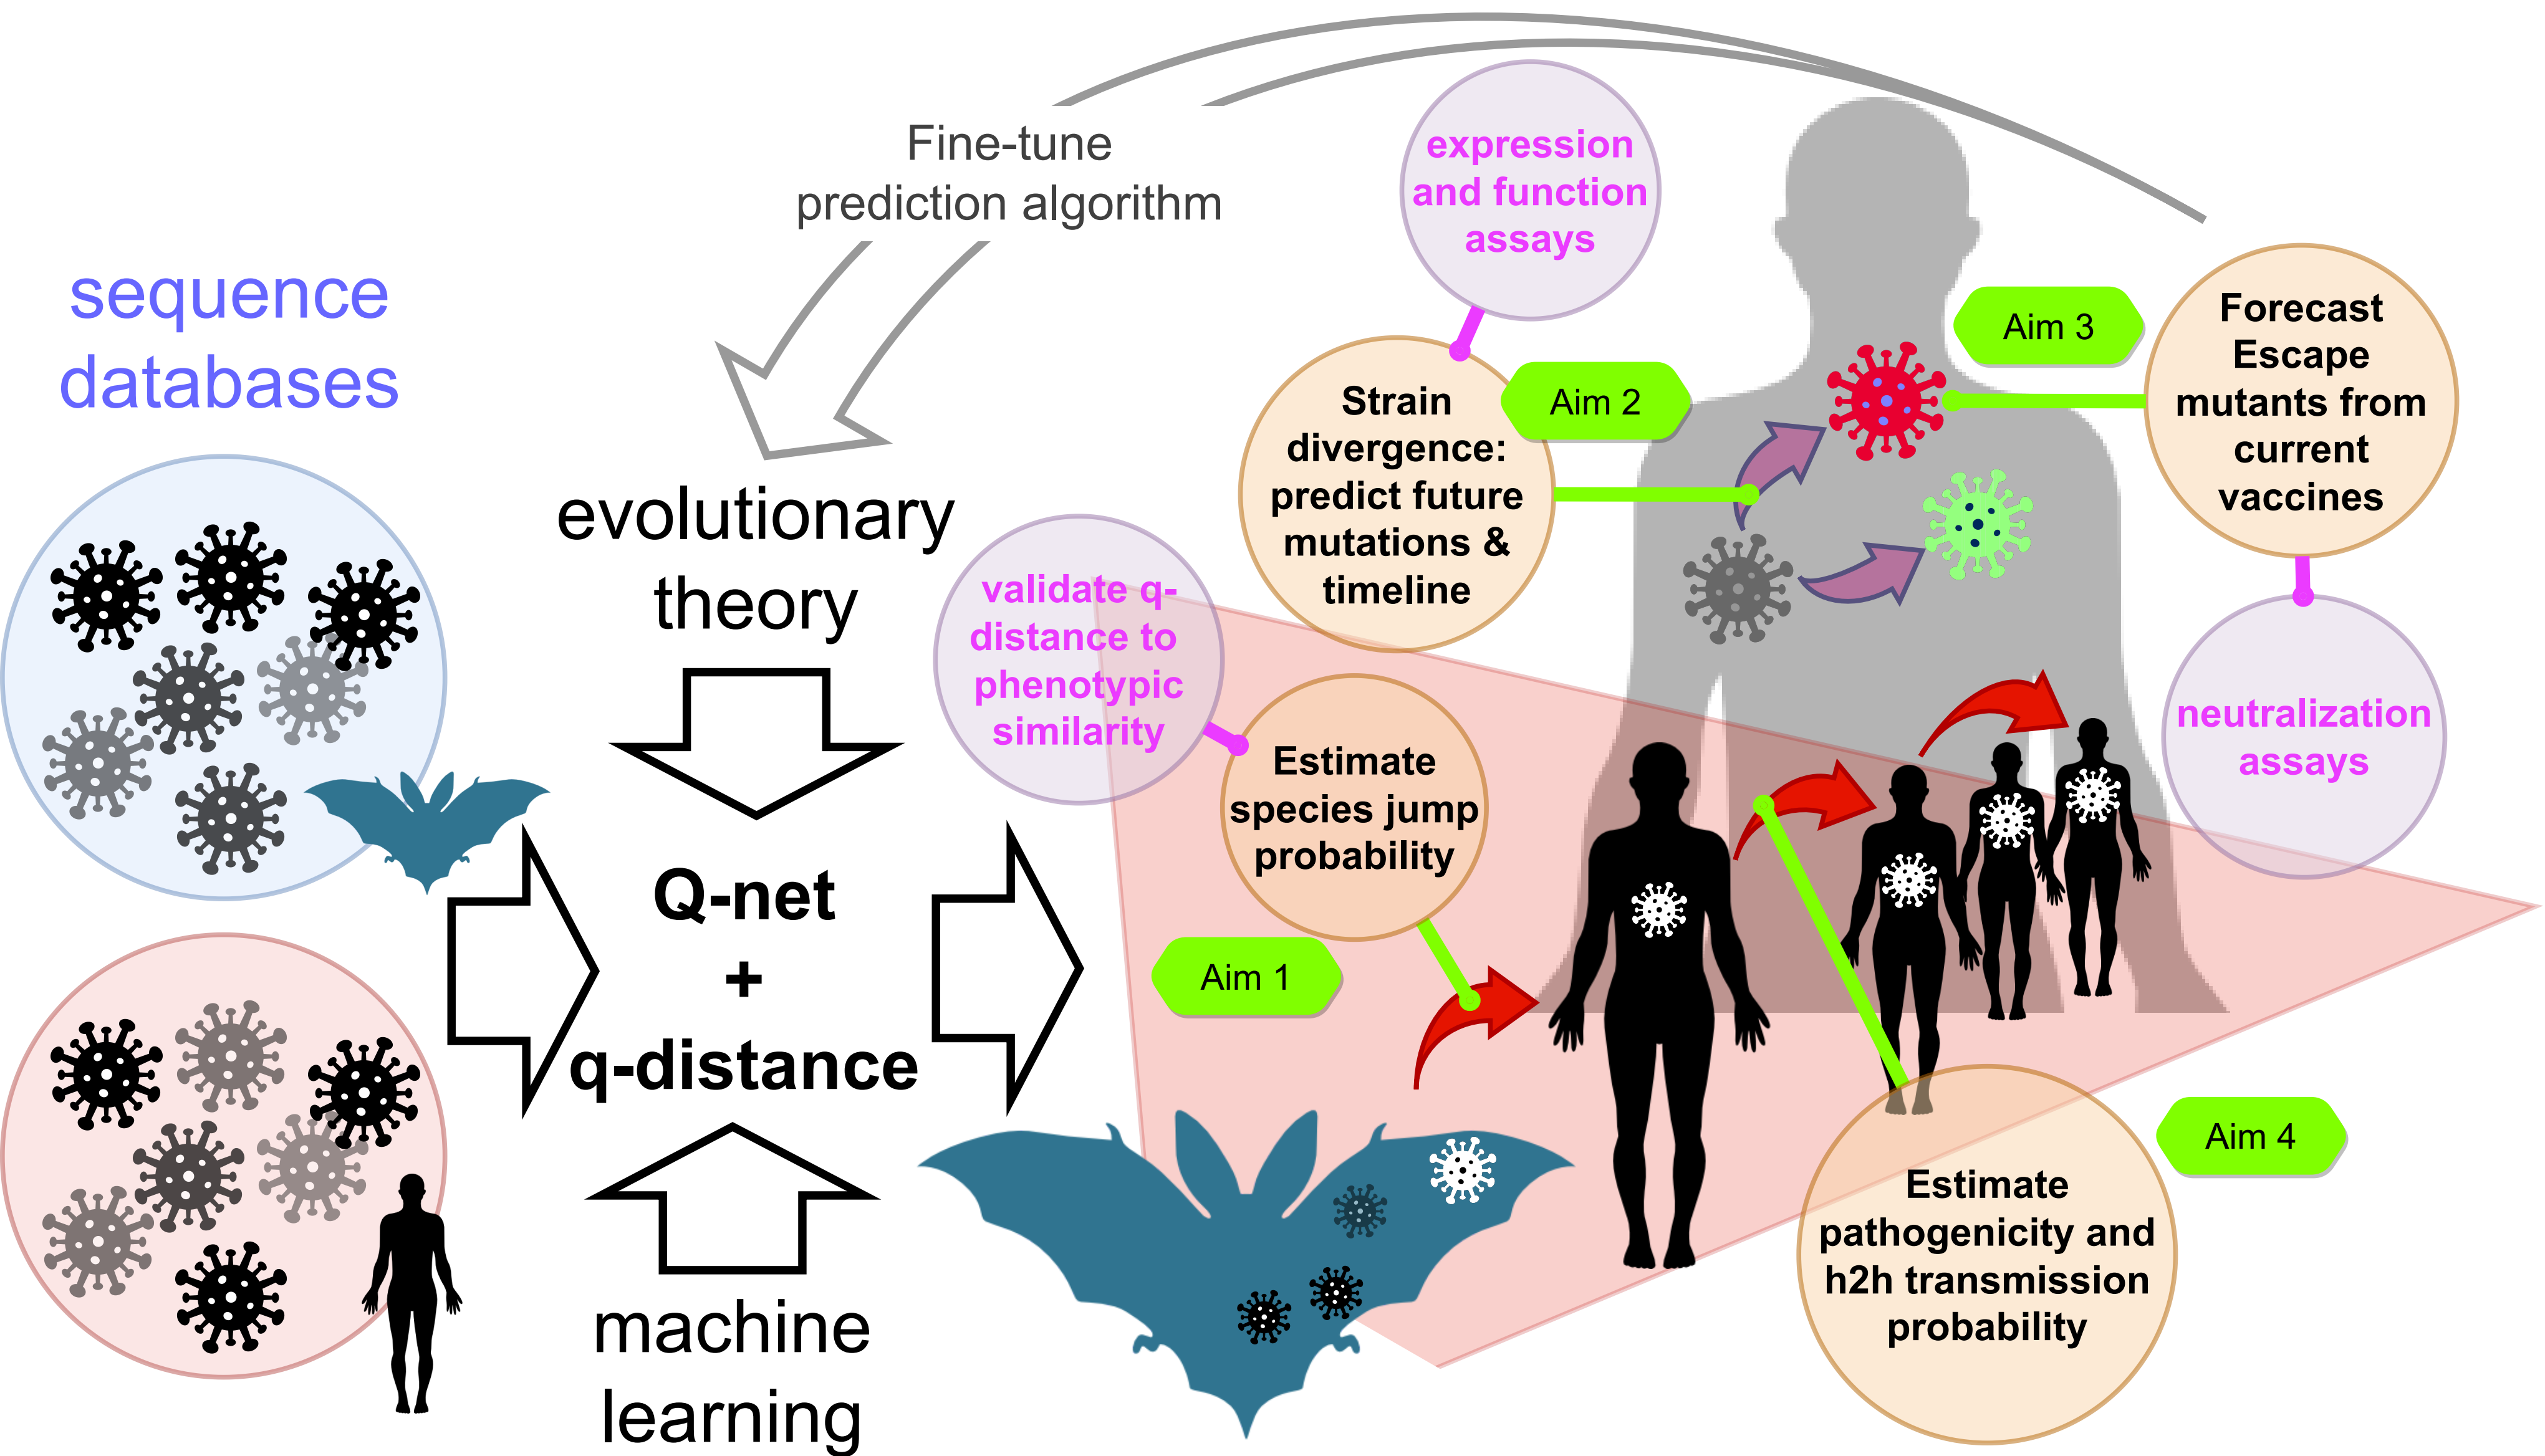 Fine-tune
prediction algorithm
sequence
databases
evolutionary
theory
Q-net
+
q-distance
machine
learning
expression
and function
assays
Aim 2
Strain
divergence:
predict future
mutations &
timeline
Aim 3
Forecast
Escape
mutants from
current
vaccines
validate q-
distance to
phenotypic
similarity
neutralization
assays
Estimate
species jump
probability
Aim 1
Aim 4
Estimate
pathogenicity and
h2h transmission
probability